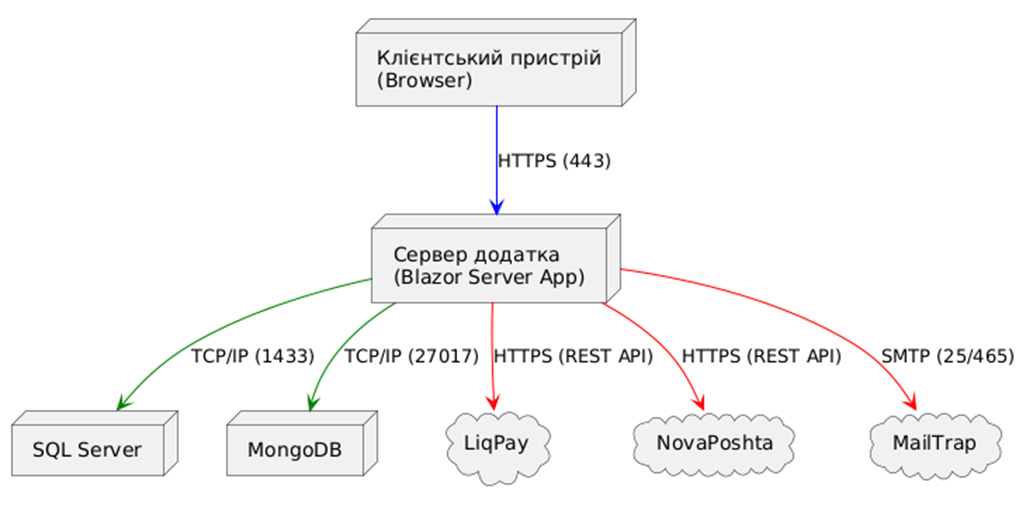 Клієнтський пристрій
(Browser)
HTTPS (443)
Сервер додатка
(Blazor Server App)
TCP/IP (1433)
TCP/IP (27017)
HTTPS (REST API)
HTTPS (REST API)
SMTP (25/465)
SQL Server
MongoDB
LiqPay
NovaPoshta
MailTrap